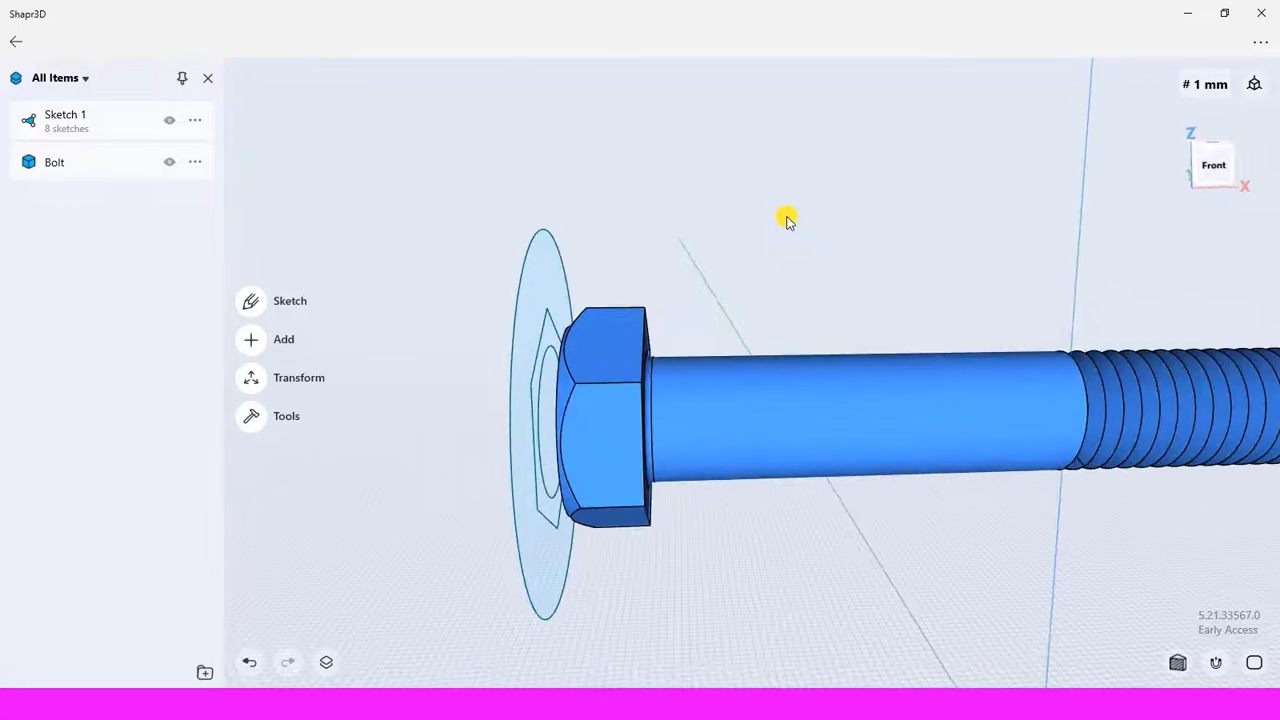 Shapr3D
All Items
# 1 mm
Sketch 1
8 sketches
Z
Front
X
Bolt
Sketch
Add
Transform
Tools
5.21.33567.0
Early Access